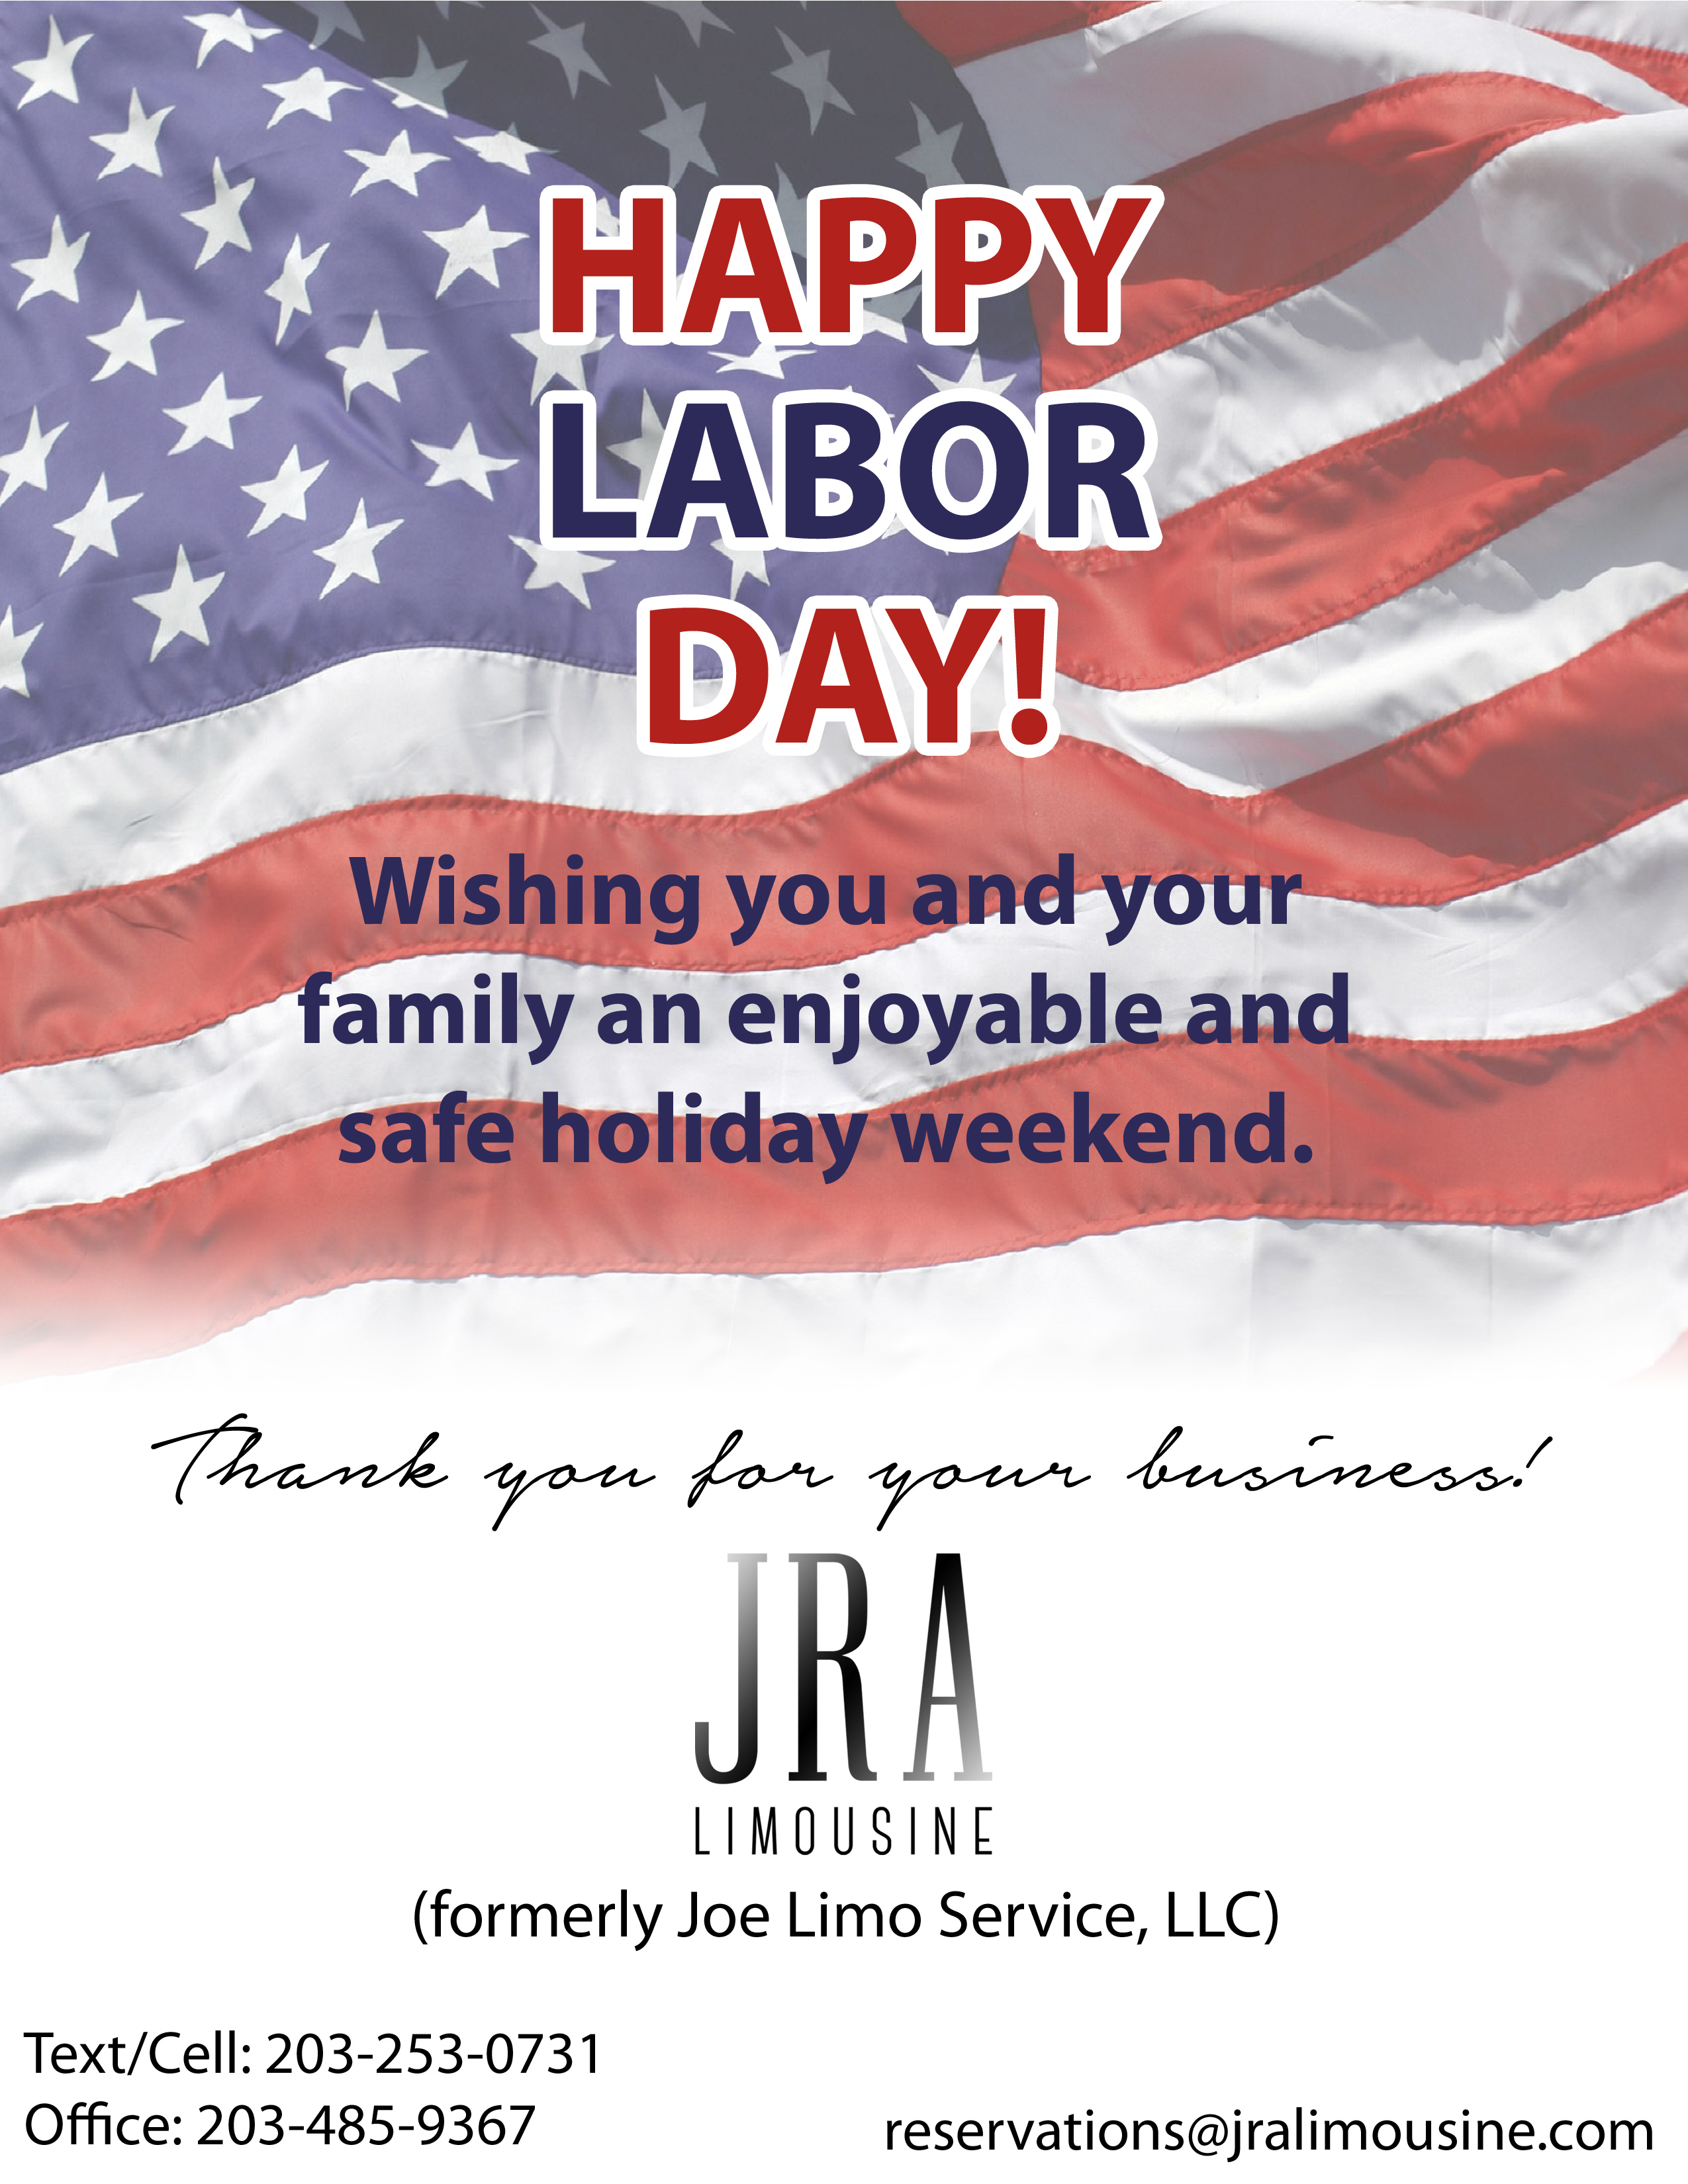 HAPPY
LABOR
DAY!
Wishing you and your
family an enjoyable and
safe holiday weekend.
Thank you for your business!
JRA
LIMOUSINE
(formerly Joe Limo Service, LLC)
Text/Cell: 203-253-0731
Office: 203-485-9367
reservations@jralimousine.com